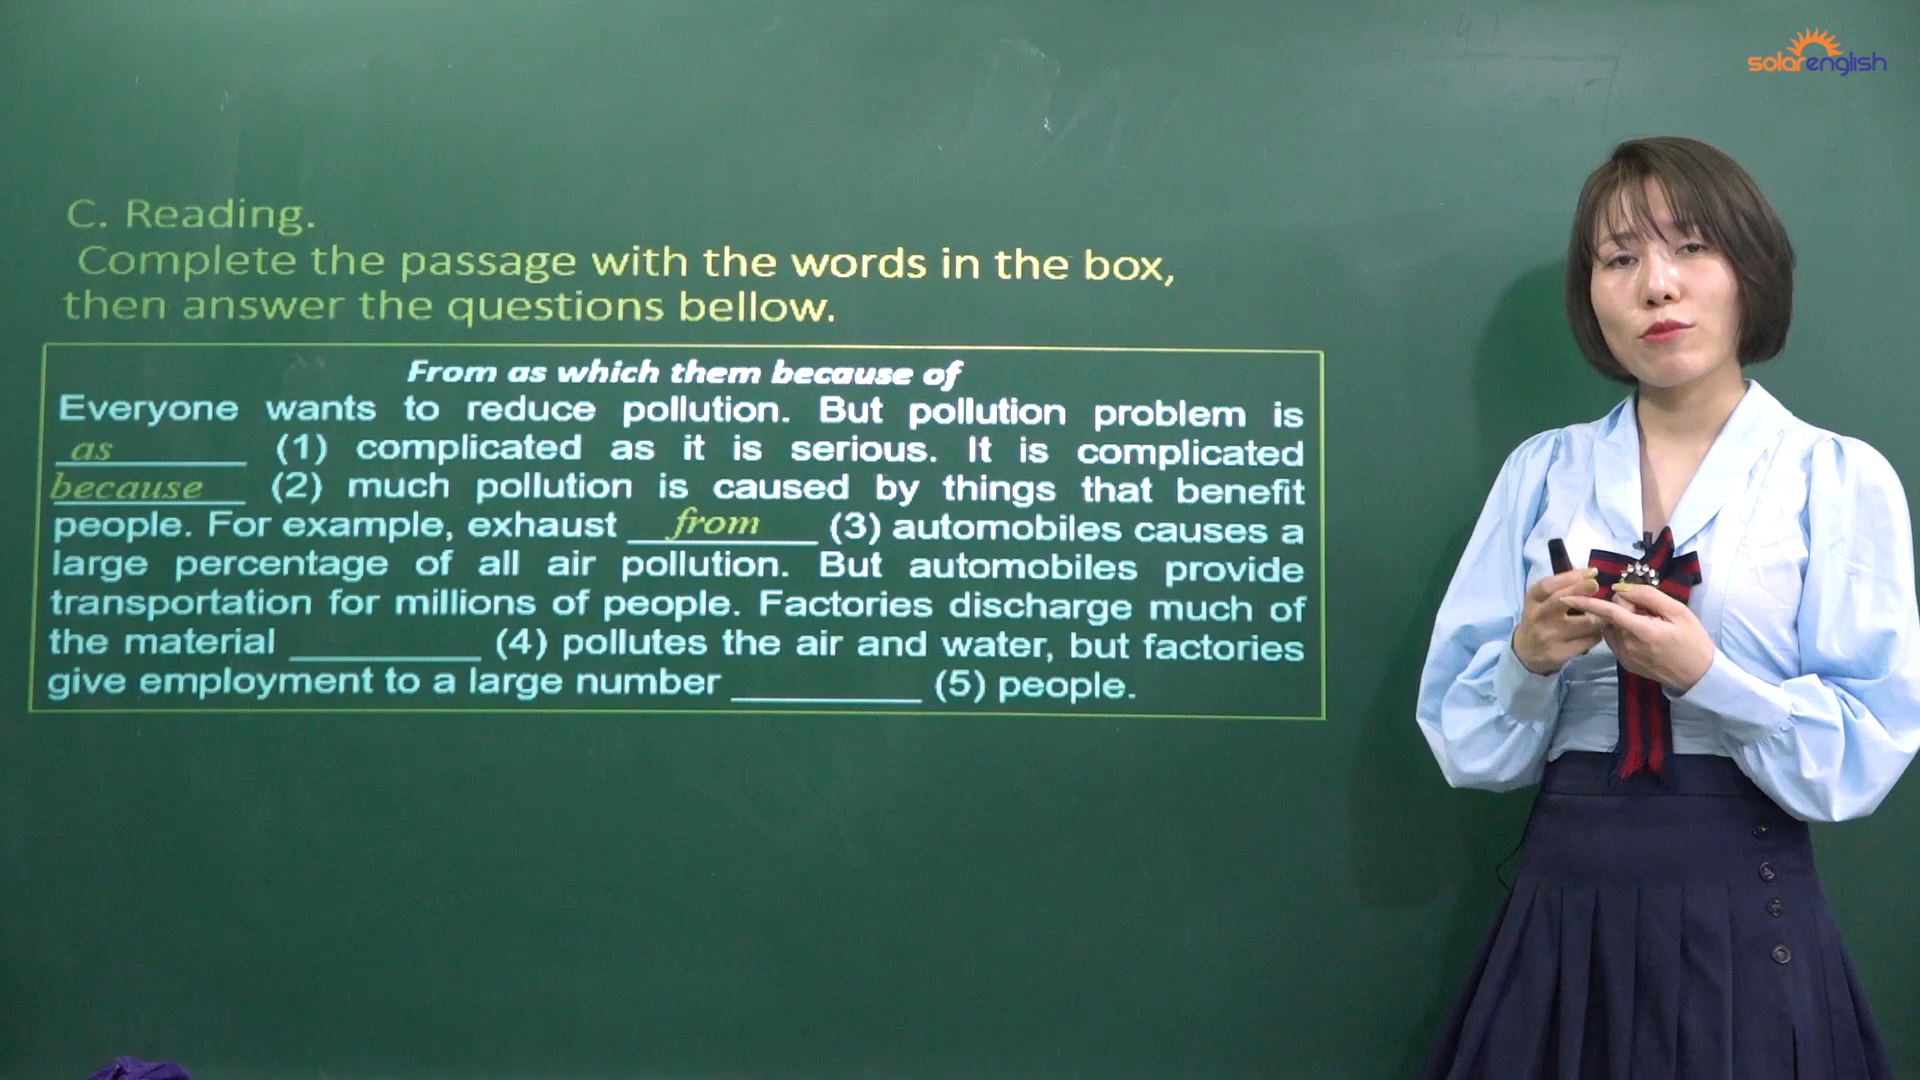 solarenglish
C. Reading.
Complete the passage with the words in the box,
then answer the questions bellow.
From as which them because of
Everyone wants to reduce pollution. But pollution problem is
as (1) complicated as it is serious. It is complicated
because (2) much pollution is caused by things that benefit
people. For example, exhaust from (3) automobiles causes a
large percentage of all air pollution. But automobiles provide
transportation for millions of people. Factories discharge much of
the material __________ (4) pollutes the air and water, but factories
give employment to a large number __________ (5) people.